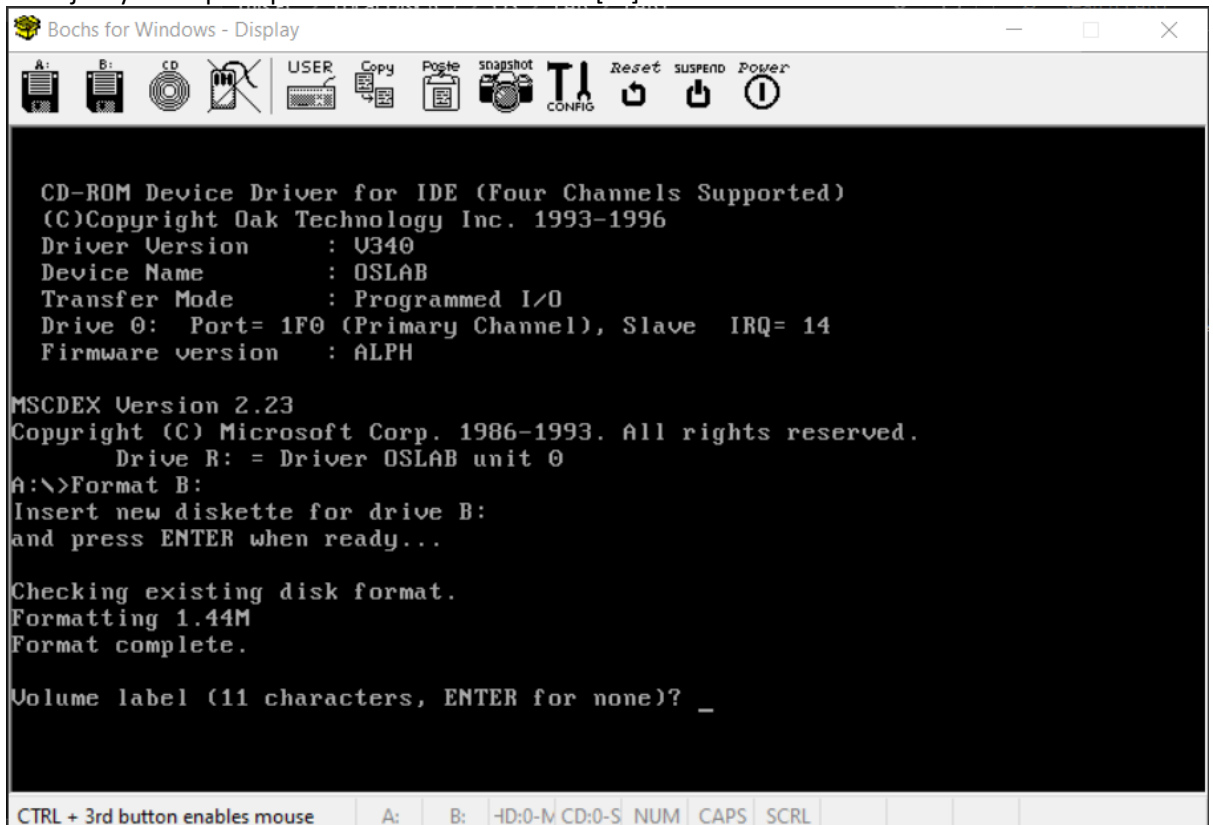 Bochs for Windows - Display
A: B: CD USER Copy Paste snapshot CONFIG Reset SUSPEND Power
CD-ROM Device Driver for IDE (Four Channels Supported)
(C)Copyright Oak Technology Inc. 1993-1996
Driver Version : V340
Device Name : OSLAB
Transfer Mode : Programmed I/O
Drive 0: Port= 1F0 (Primary Channel), Slave IRQ= 14
Firmware version : ALPH
MSCDEX Version 2.23
Copyright (C) Microsoft Corp. 1986-1993. All rights reserved.
Drive R: = Driver OSLAB unit 0
A:\>Format B:
Insert new diskette for drive B:
and press ENTER when ready...
Checking existing disk format.
Formatting 1.44M
Format complete.
Volume label (11 characters, ENTER for none)? _
CTRL + 3rd button enables mouse A: B: HD:0-M CD:0-S NUM CAPS SCRL